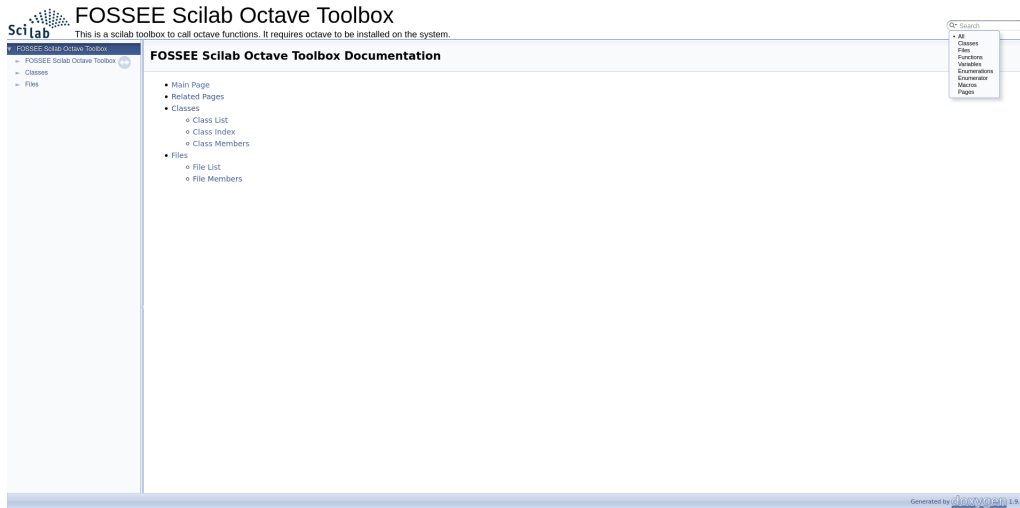 Scilab
FOSSEE Scilab Octave Toolbox
This is a scilab toolbox to call octave functions. It requires octave to be installed on the system.
Search
All
Classes
Files
Functions
Variables
Enumerations
Enumerator
Macros
Pages
FOSSEE Scilab Octave Toolbox
FOSSEE Scilab Octave Toolbox
Classes
Files
FOSSEE Scilab Octave Toolbox Documentation
Main Page
Related Pages
Classes
Class List
Class Index
Class Members
Files
File List
File Members
Generated by doxygen 1.9.